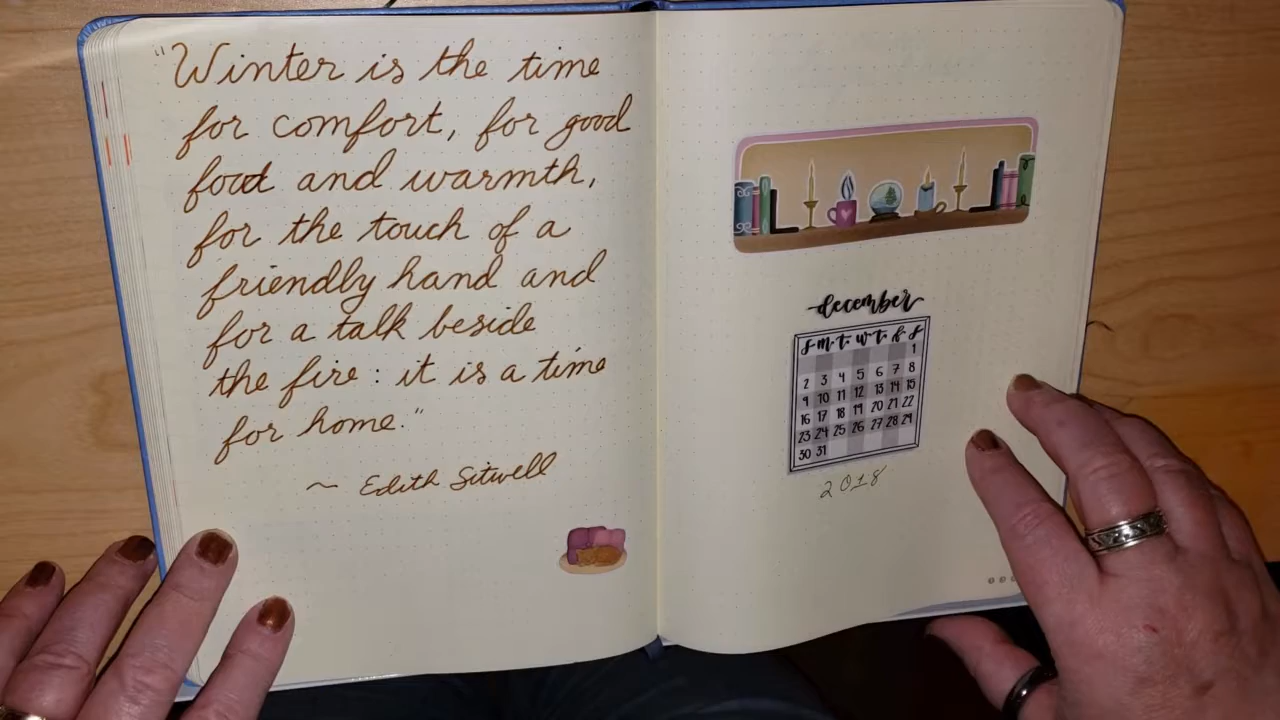 "Winter is the time
for comfort, for good
food and warmth,
for the touch of a
friendly hand and
for a talk beside
the fire: it is a time
for home."
~ Edith Sitwell
december
S M T W T F S
1
2 3 4 5 6 7 8
9 10 11 12 13 14 15
16 17 18 19 20 21 22
23 24 25 26 27 28 29
30 31
2018